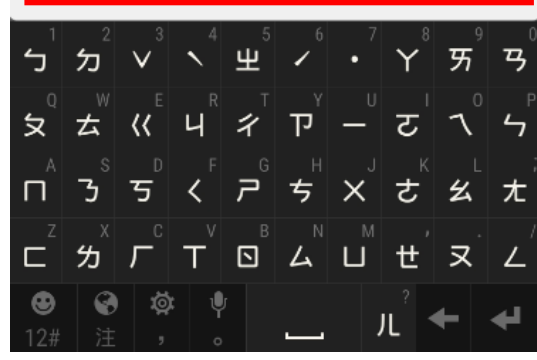 1 2 3 4 5 6 7 8 9 0
ㄅ ㄉ ˇ ˋ ㄓ ˊ ˙ ㄚ ㄞ ㄢ
Q W E R T Y U I O P
ㄆ ㄊ ㄍ ㄐ ㄔ ㄗ ㄧ ㄛ ㄟ ㄣ
A S D F G H J K L ;
ㄇ ㄋ ㄎ ㄑ ㄕ ㄘ ㄨ ㄜ ㄠ ㄤ
Z X C V B N M , . /
ㄈ ㄌ ㄏ ㄒ ㄖ ㄙ ㄩ ㄝ ㄡ ㄥ
?
12# 注 , 。 ㄦ